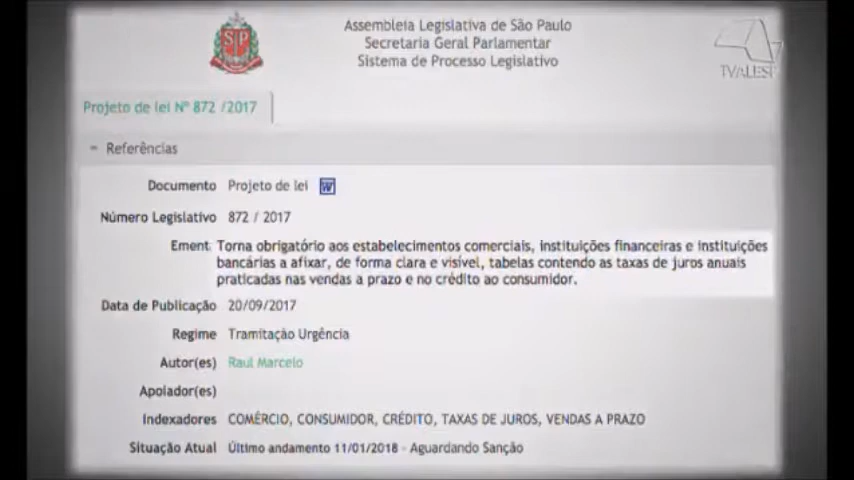 Assembleia Legislativa de São Paulo
Secretaria Geral Parlamentar
Sistema de Processo Legislativo
SP
TVALESP
Projeto de lei Nº 872 /2017
Referências
Documento Projeto de lei W
Número Legislativo 872 / 2017
Ement Torna obrigatório aos estabelecimentos comerciais, instituições financeiras e instituições
bancárias a afixar, de forma clara e visível, tabelas contendo as taxas de juros anuais
praticadas nas vendas a prazo e no crédito ao consumidor.
Data de Publicação 20/09/2017
Regime Tramitação Urgência
Autor(es) Raul Marcelo
Apoiador(es)
Indexadores COMÉRCIO, CONSUMIDOR, CRÉDITO, TAXAS DE JUROS, VENDAS A PRAZO
Situação Atual Último andamento 11/01/2018 - Aguardando Sanção